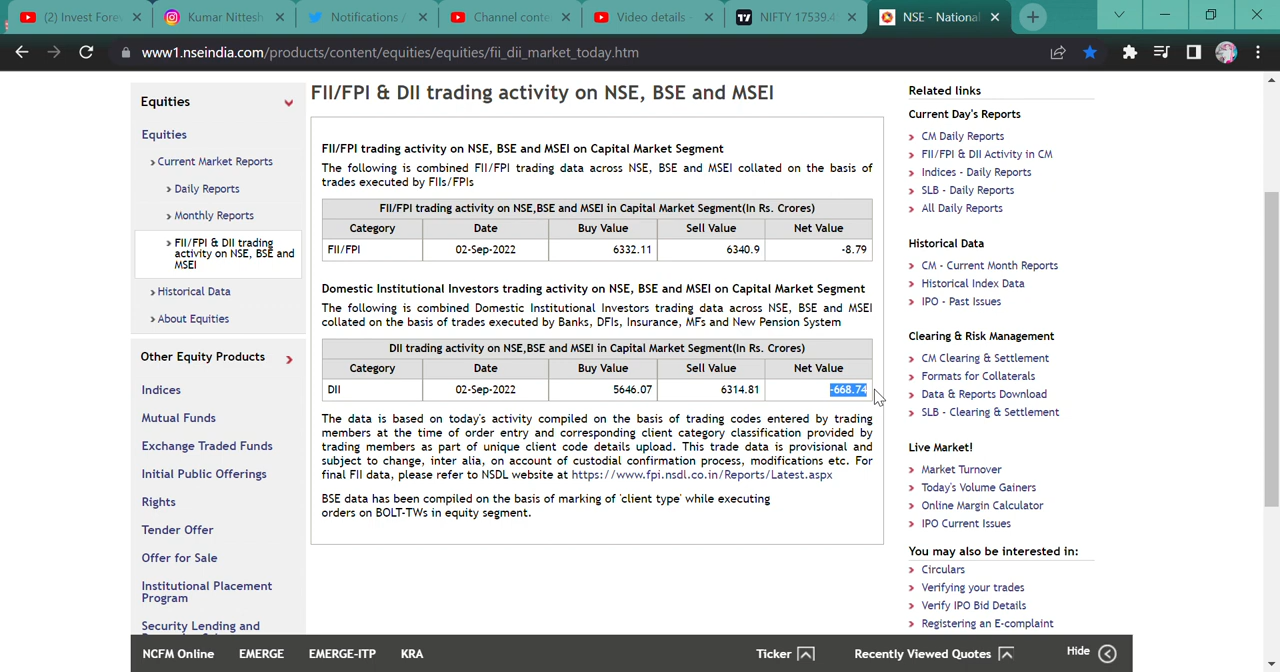 (2) Invest Fore
Kumar Nittesh
Notifications /
Channel conte
Video details -
NIFTY 17539.4
NSE - National
www1.nseindia.com/products/content/equities/equities/fii_dii_market_today.htm
Equities
Equities
Current Market Reports
Daily Reports
Monthly Reports
FII/FPI & DII trading
activity on NSE, BSE and
MSEI
Historical Data
About Equities
Other Equity Products
Indices
Mutual Funds
Exchange Traded Funds
Initial Public Offerings
Rights
Tender Offer
Offer for Sale
Institutional Placement
Program
Security Lending and
FII/FPI & DII trading activity on NSE, BSE and MSEI
FII/FPI trading activity on NSE, BSE and MSEI on Capital Market Segment
The following is combined FII/FPI trading data across NSE, BSE and MSEI collated on the basis of
trades executed by FIIs/FPIs
FII/FPI trading activity on NSE,BSE and MSEI in Capital Market Segment(In Rs. Crores)
Category Date Buy Value Sell Value Net Value
FII/FPI 02-Sep-2022 6332.11 6340.9 -8.79
Domestic Institutional Investors trading activity on NSE, BSE and MSEI on Capital Market Segment
The following is combined Domestic Institutional Investors trading data across NSE, BSE and MSEI
collated on the basis of trades executed by Banks, DFIs, Insurance, MFs and New Pension System
DII trading activity on NSE,BSE and MSEI in Capital Market Segment(In Rs. Crores)
Category Date Buy Value Sell Value Net Value
DII 02-Sep-2022 5646.07 6314.81 -668.74
The data is based on today's activity compiled on the basis of trading codes entered by trading
members at the time of order entry and corresponding client category classification provided by
trading members as part of unique client code details upload. This trade data is provisional and
subject to change, inter alia, on account of custodial confirmation process, modifications etc. For
final FII data, please refer to NSDL website at https://www.fpi.nsdl.co.in/Reports/Latest.aspx
BSE data has been compiled on the basis of marking of 'client type' while executing
orders on BOLT-TWs in equity segment.
Related links
Current Day's Reports
CM Daily Reports
FII/FPI & DII Activity in CM
Indices - Daily Reports
SLB - Daily Reports
All Daily Reports
Historical Data
CM - Current Month Reports
Historical Index Data
IPO - Past Issues
Clearing & Risk Management
CM Clearing & Settlement
Formats for Collaterals
Data & Reports Download
SLB - Clearing & Settlement
Live Market!
Market Turnover
Today's Volume Gainers
Online Margin Calculator
IPO Current Issues
You may also be interested in:
Circulars
Verifying your trades
Verify IPO Bid Details
Registering an E-complaint
NCFM Online EMERGE EMERGE-ITP KRA Ticker Recently Viewed Quotes Hide